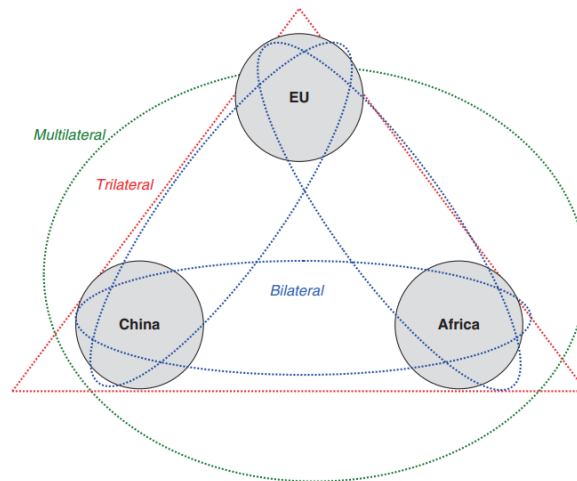 EU
Multilateral
Trilateral
Bilateral
China
Africa